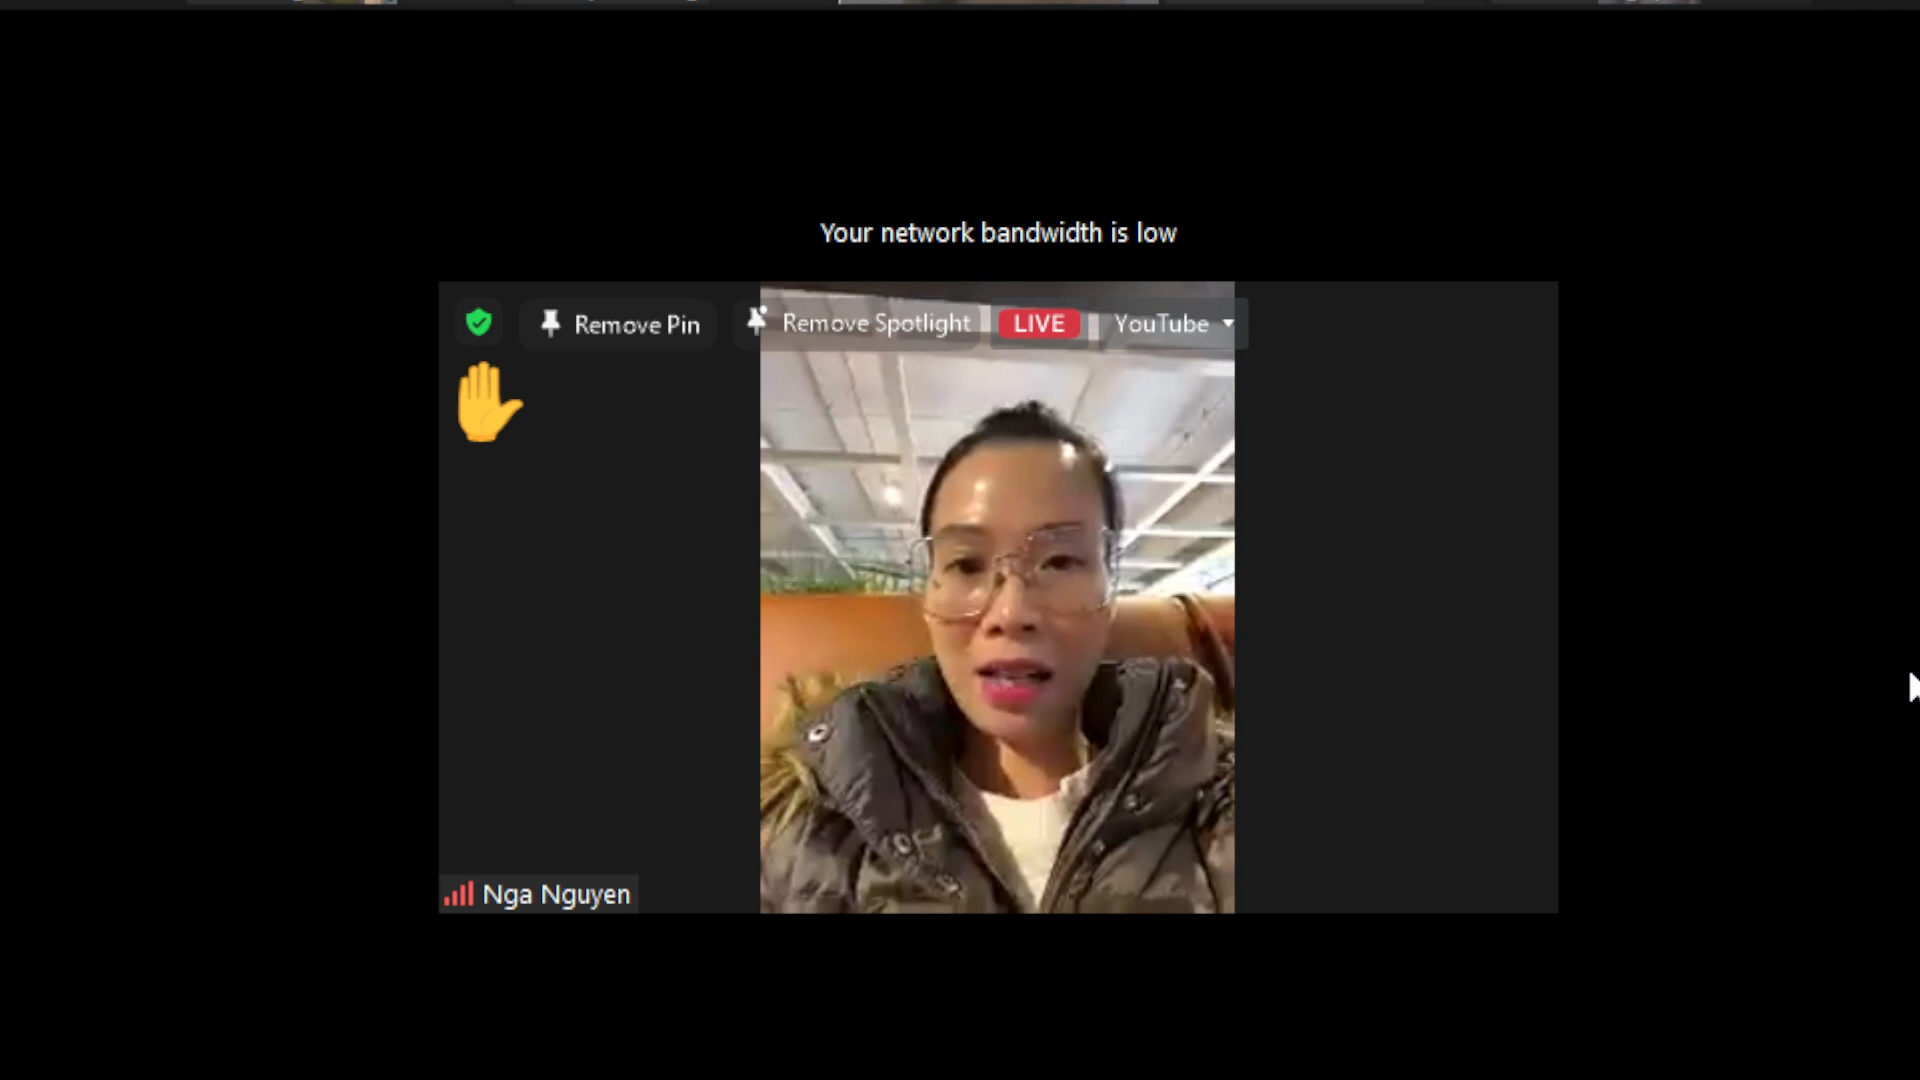 Your network bandwidth is low
Remove Pin
Remove Spotlight
LIVE
YouTube
Nga Nguyen